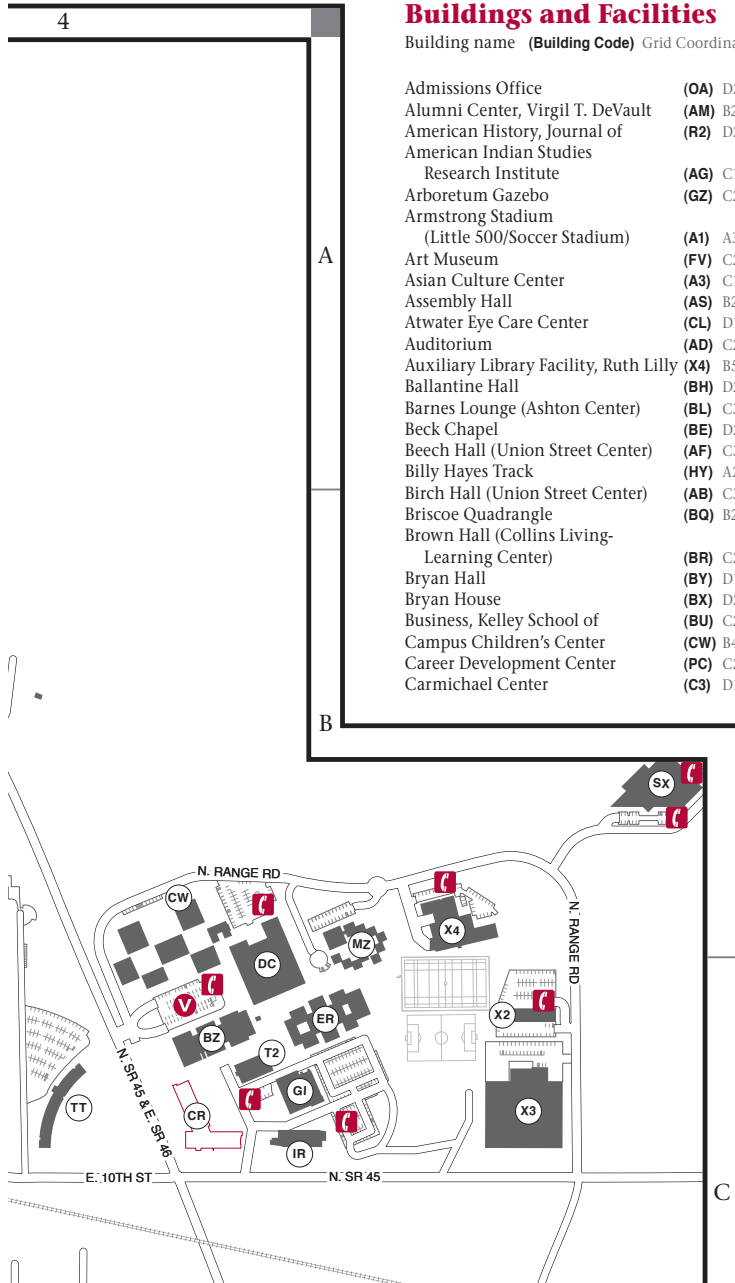 4
Buildings and Facilities
Building name (Building Code) Grid
Admissions Office (OA)
Alumni Center, Virgil T. DeVault (AM)
American History, Journal of (R2)
American Indian Studies
Research Institute (AG)
Arboretum Gazebo (GZ)
Armstrong Stadium
(Little 500/Soccer Stadium) (A1)
Art Museum (FV)
Asian Culture Center (A3)
Assembly Hall (AS)
Atwater Eye Care Center (CL)
Auditorium (AD)
Auxiliary Library Facility, Ruth Lilly (X4)
Ballantine Hall (BH)
Barnes Lounge (Ashton Center) (BL)
Beck Chapel (BE)
Beech Hall (Union Street Center) (AF)
Billy Hayes Track (HY)
Birch Hall (Union Street Center) (AB)
Briscoe Quadrangle (BQ)
Brown Hall (Collins Living-
Learning Center) (BR)
Bryan Hall (BY)
Bryan House (BX)
Business, Kelley School of (BU)
Campus Children's Center (CW)
Career Development Center (PC)
Carmichael Center (C3)
A
B
SX
N. RANGE RD
CW
X4
N. RANGE RD
MZ
DC
V
X2
ER
BZ
T2
GI
N. SR 45 & E. SR 46
TT
CR
X3
IR
E. 10TH ST
N. SR 45
C